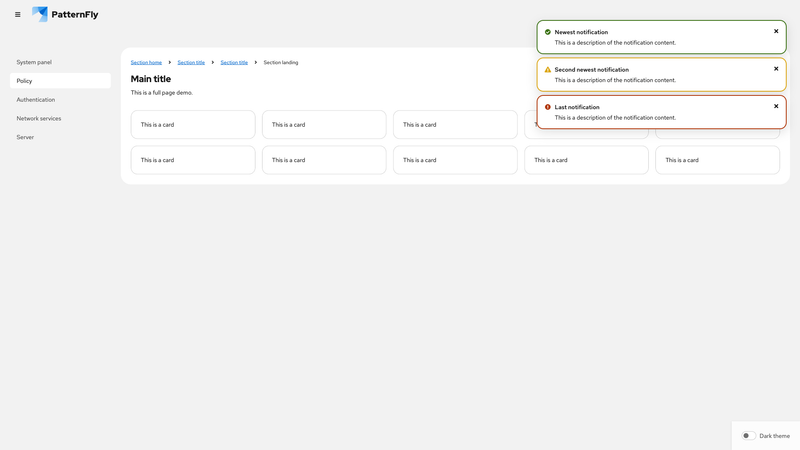 PatternFly
System panel
Policy
Authentication
Network services
Server
Section home
Section title
Section title
Section landing
Main title
This is a full page demo.
This is a card
This is a card
This is a card
This is a card
This is a card
This is a card
This is a card
This is a card
Newest notification
This is a description of the notification content.
Second newest notification
This is a description of the notification content.
Last notification
This is a description of the notification content.
Dark theme